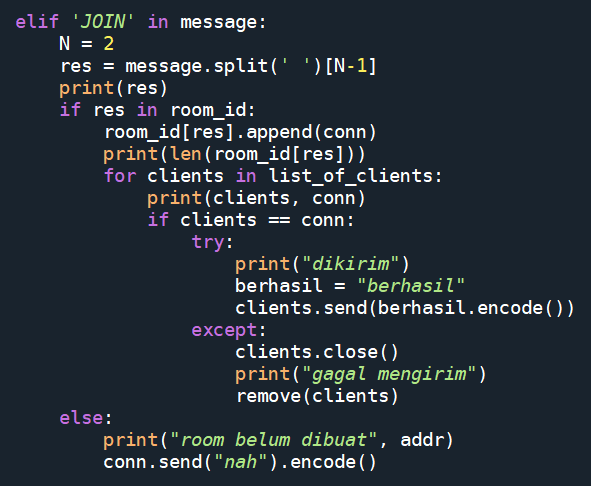 elif 'JOIN' in message:
    N = 2
    res = message.split(' ')[N-1]
    print(res)
    if res in room_id:
        room_id[res].append(conn)
        print(len(room_id[res]))
        for clients in list_of_clients:
            print(clients, conn)
            if clients == conn:
                try:
                    print("dikirim")
                    berhasil = "berhasil"
                    clients.send(berhasil.encode())
                except:
                    clients.close()
                    print("gagal mengirim")
                    remove(clients)
    else:
        print("room belum dibuat", addr)
        conn.send("nah").encode()